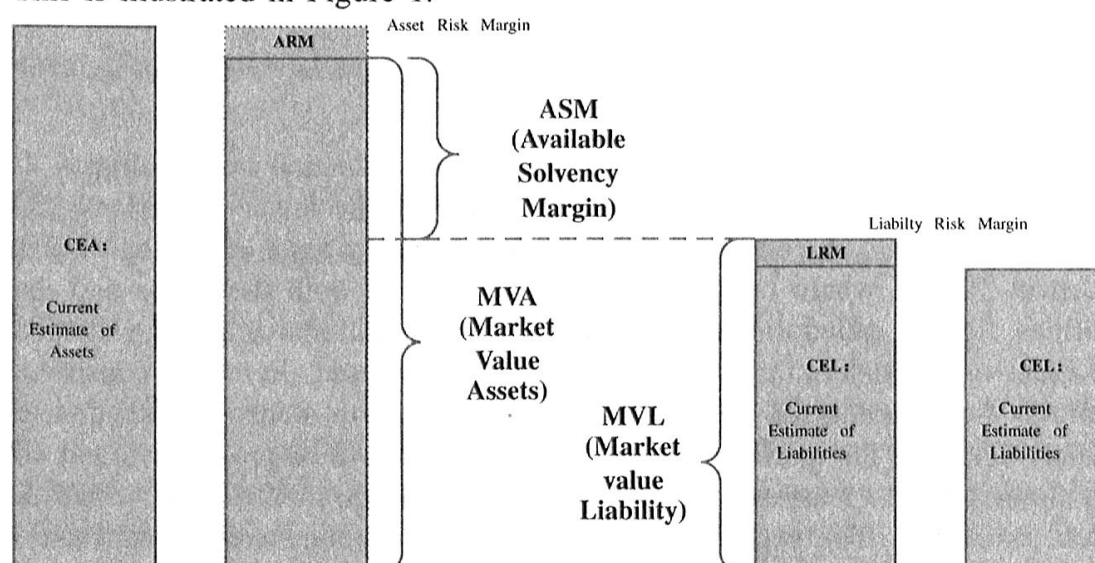 this is illustrated in Figure 1.
Asset Risk Margin
ARM
ASM
(Available
Solvency
Margin)
Liabilty Risk Margin
LRM
CEA:
Current
Estimate of
Assets
MVA
(Market
Value
Assets)
MVL
(Market
value
Liability)
CEL:
Current
Estimate of
Liabilities
CEL:
Current
Estimate of
Liabilities